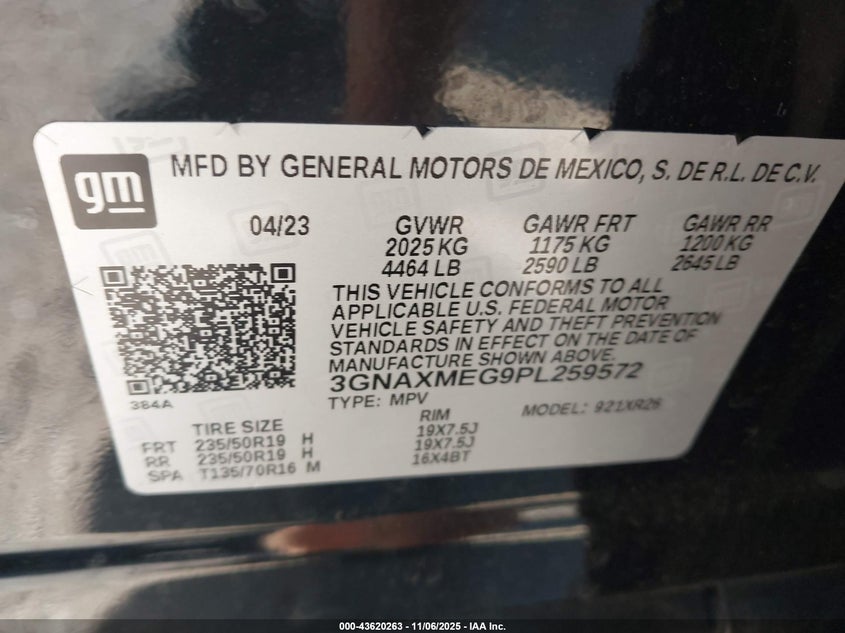 gm
MFD BY GENERAL MOTORS DE MEXICO, S. DE R.L. DE C.V.
04/23 GVWR GAWR FRT GAWR RR
2025 KG 1175 KG 1200 KG
4464 LB 2590 LB 2645 LB
THIS VEHICLE CONFORMS TO ALL
APPLICABLE U.S. FEDERAL MOTOR
VEHICLE SAFETY AND THEFT PREVENTION
STANDARDS IN EFFECT ON THE DATE OF
MANUFACTURE SHOWN ABOVE.
3GNAXMEG9PL259572
384A
TYPE: MPV MODEL: 921XR26
TIRE SIZE RIM
FRT 235/50R19 H 19X7.5J
RR 235/50R19 H 19X7.5J
SPA T135/70R16 M 16X4BT
000-43620263 - 11/06/2025 - IAA Inc.